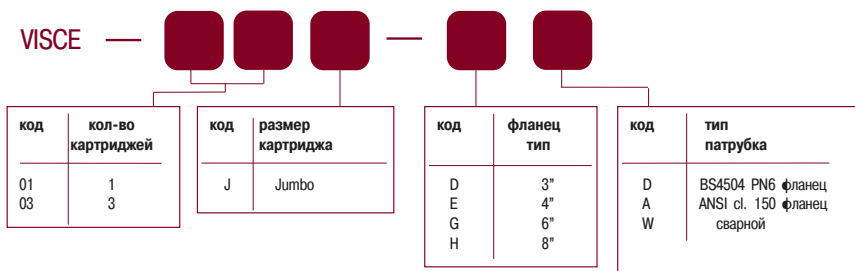 VISCE — —
код кол-во картриджей
01 1
03 3
код размер картриджа
J Jumbo
код фланец тип
D 3”
E 4”
G 6”
H 8”
код тип патрубка
D BS4504 PN6 фланец
A ANSI cl. 150 фланец
W сварной